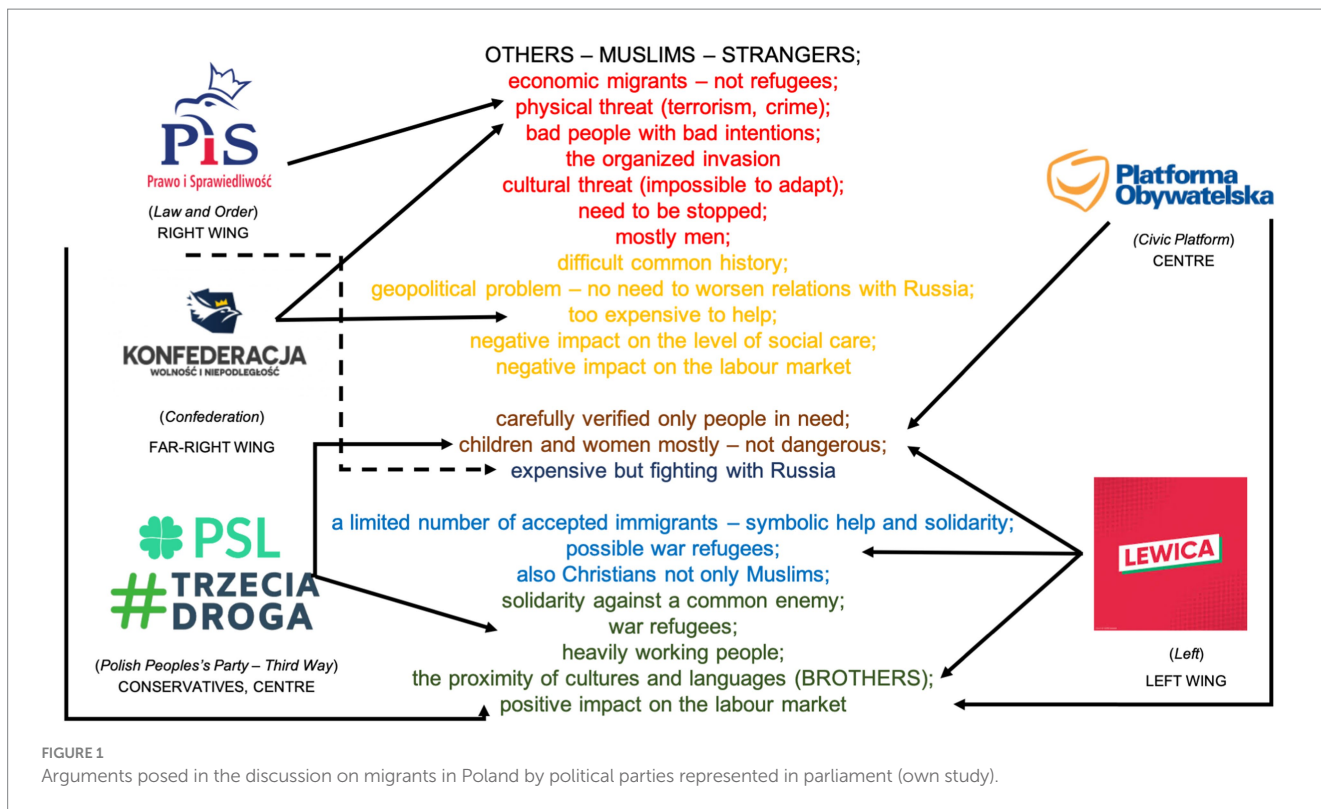 OTHERS – MUSLIMS – STRANGERS;
economic migrants – not refugees;
physical threat (terrorism, crime);
bad people with bad intentions;
the organized invasion
cultural threat (impossible to adapt);
need to be stopped;
mostly men;
difficult common history;
geopolitical problem – no need to worsen relations with Russia;
too expensive to help;
negative impact on the level of social care;
negative impact on the labour market
carefully verified only people in need;
children and women mostly – not dangerous;
expensive but fighting with Russia
a limited number of accepted immigrants – symbolic help and solidarity;
possible war refugees;
also Christians not only Muslims;
solidarity against a common enemy;
war refugees;
heavily working people;
the proximity of cultures and languages (BROTHERS);
positive impact on the labour market
PiS
Prawo i Sprawiedliwość
(Law and Order)
RIGHT WING
KONFEDERACJA
WOLNOŚĆ I NIEPODLEGŁOŚĆ
(Confederation)
FAR-RIGHT WING
PSL
#TRZECIA
DROGA
(Polish Peoples's Party – Third Way)
CONSERVATIVES, CENTRE
Platforma
Obywatelska
(Civic Platform)
CENTRE
LEWICA
(Left)
LEFT WING
FIGURE 1
Arguments posed in the discussion on migrants in Poland by political parties represented in parliament (own study).